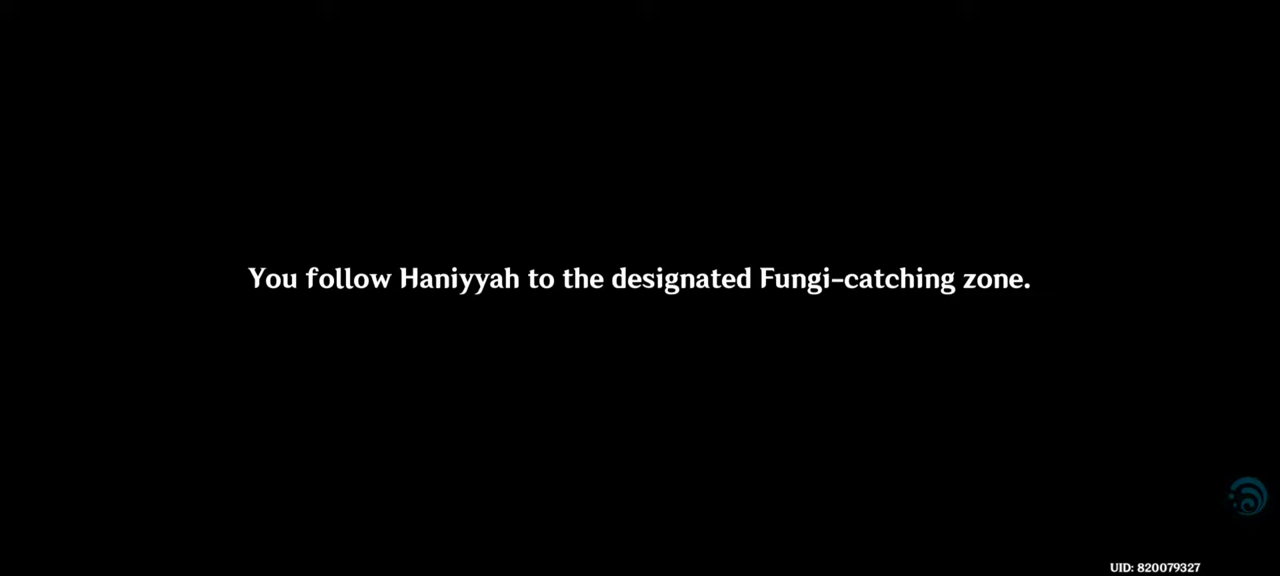 You follow Haniyyah to the designated Fungi-catching zone.
UID: 820079327